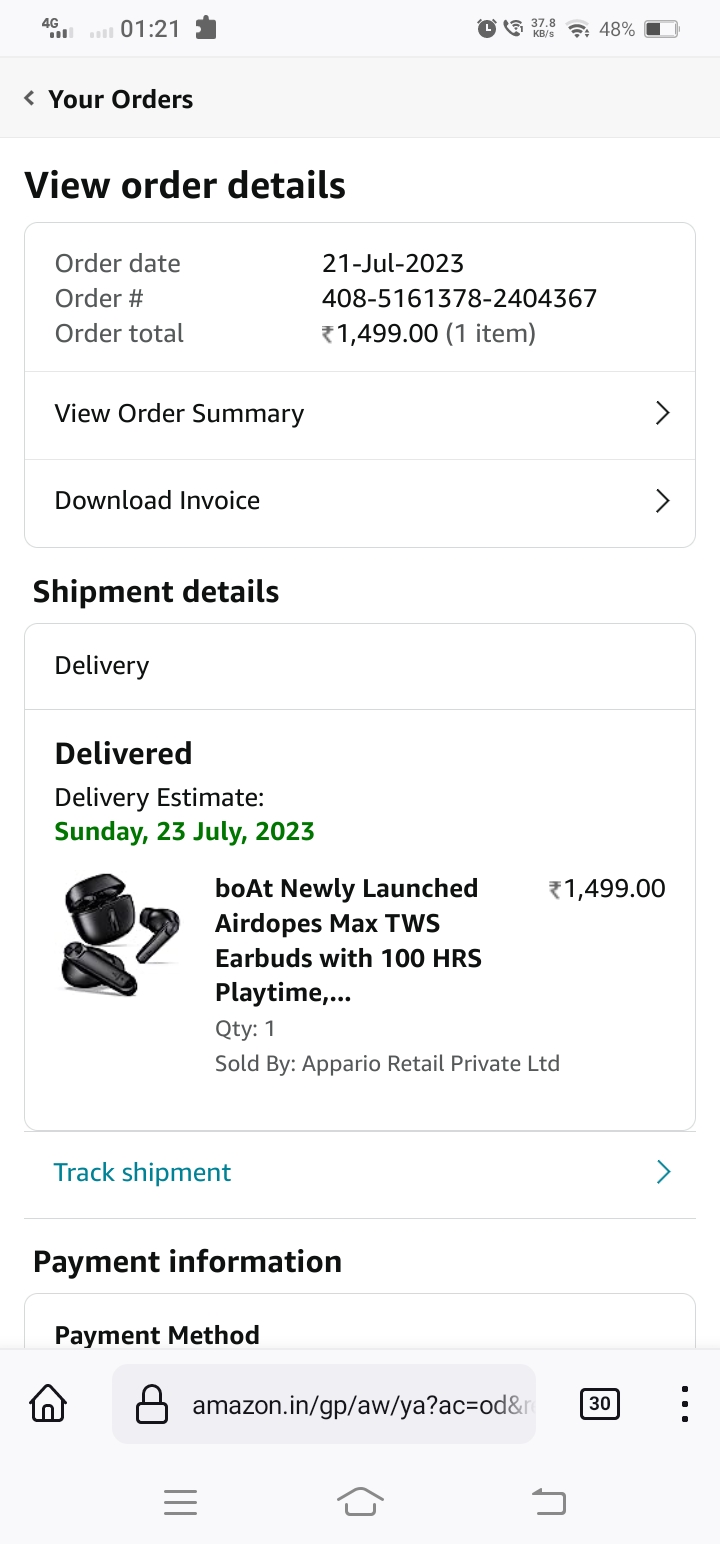 4G 01:21 37.8 KB/s 48%
Your Orders
View order details
Order date 21-Jul-2023
Order # 408-5161378-2404367
Order total ₹1,499.00 (1 item)
View Order Summary
Download Invoice
Shipment details
Delivery
Delivered
Delivery Estimate:
Sunday, 23 July, 2023
boAt Newly Launched ₹1,499.00
Airdopes Max TWS
Earbuds with 100 HRS
Playtime,...
Qty: 1
Sold By: Appario Retail Private Ltd
Track shipment
Payment information
Payment Method
amazon.in/gp/aw/ya?ac=od&r 30